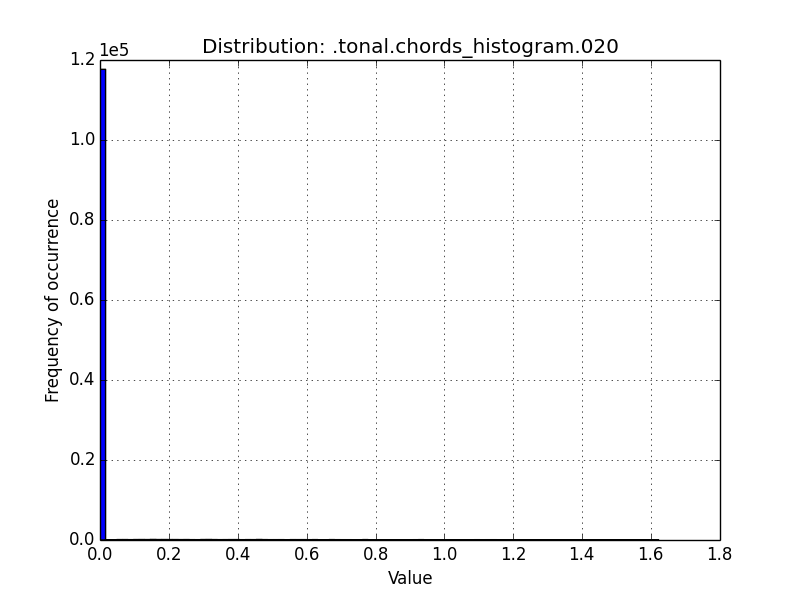 Distribution: .tonal.chords_histogram.020
1e5
1.2
1.0
0.8
0.6
0.4
0.2
0.0
Frequency of occurrence
0.0 0.2 0.4 0.6 0.8 1.0 1.2 1.4 1.6 1.8
Value